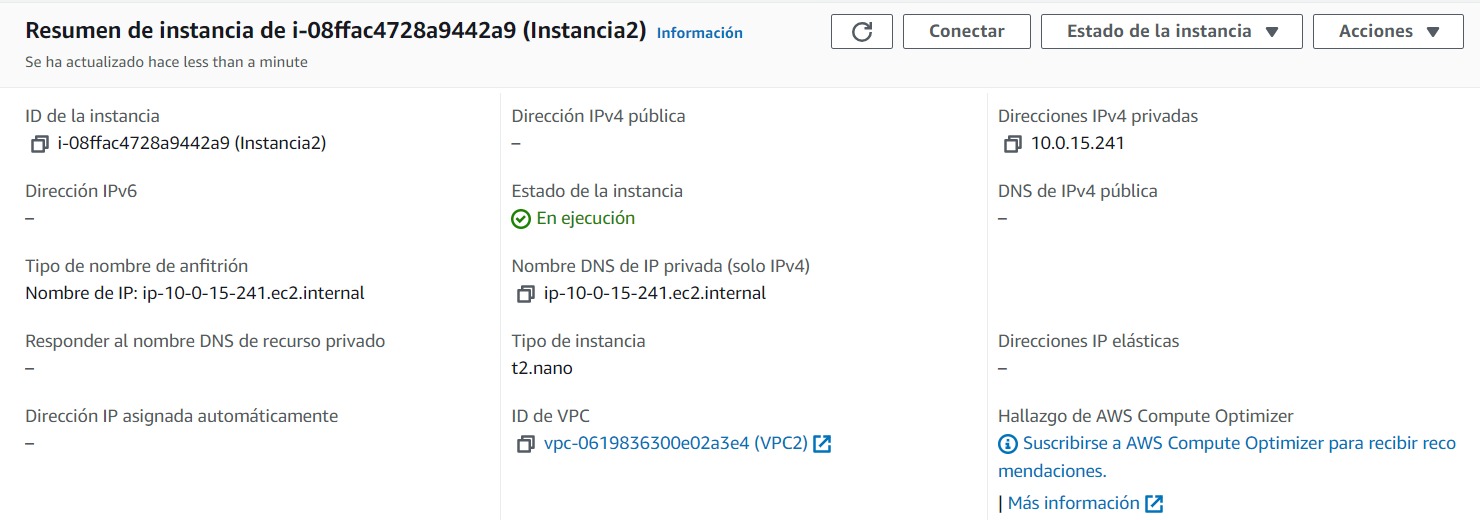 Resumen de instancia de i-08ffac4728a9442a9 (Instancia2) Información
Conectar
Estado de la instancia
Acciones
Se ha actualizado hace less than a minute
ID de la instancia
i-08ffac4728a9442a9 (Instancia2)
Dirección IPv4 pública
–
Direcciones IPv4 privadas
10.0.15.241
Dirección IPv6
–
Estado de la instancia
En ejecución
DNS de IPv4 pública
–
Tipo de nombre de anfitrión
Nombre de IP: ip-10-0-15-241.ec2.internal
Nombre DNS de IP privada (solo IPv4)
ip-10-0-15-241.ec2.internal
Responder al nombre DNS de recurso privado
–
Tipo de instancia
t2.nano
Direcciones IP elásticas
–
Dirección IP asignada automáticamente
–
ID de VPC
vpc-0619836300e02a3e4 (VPC2)
Hallazgo de AWS Compute Optimizer
Suscribirse a AWS Compute Optimizer para recibir reco
mendaciones.
| Más información